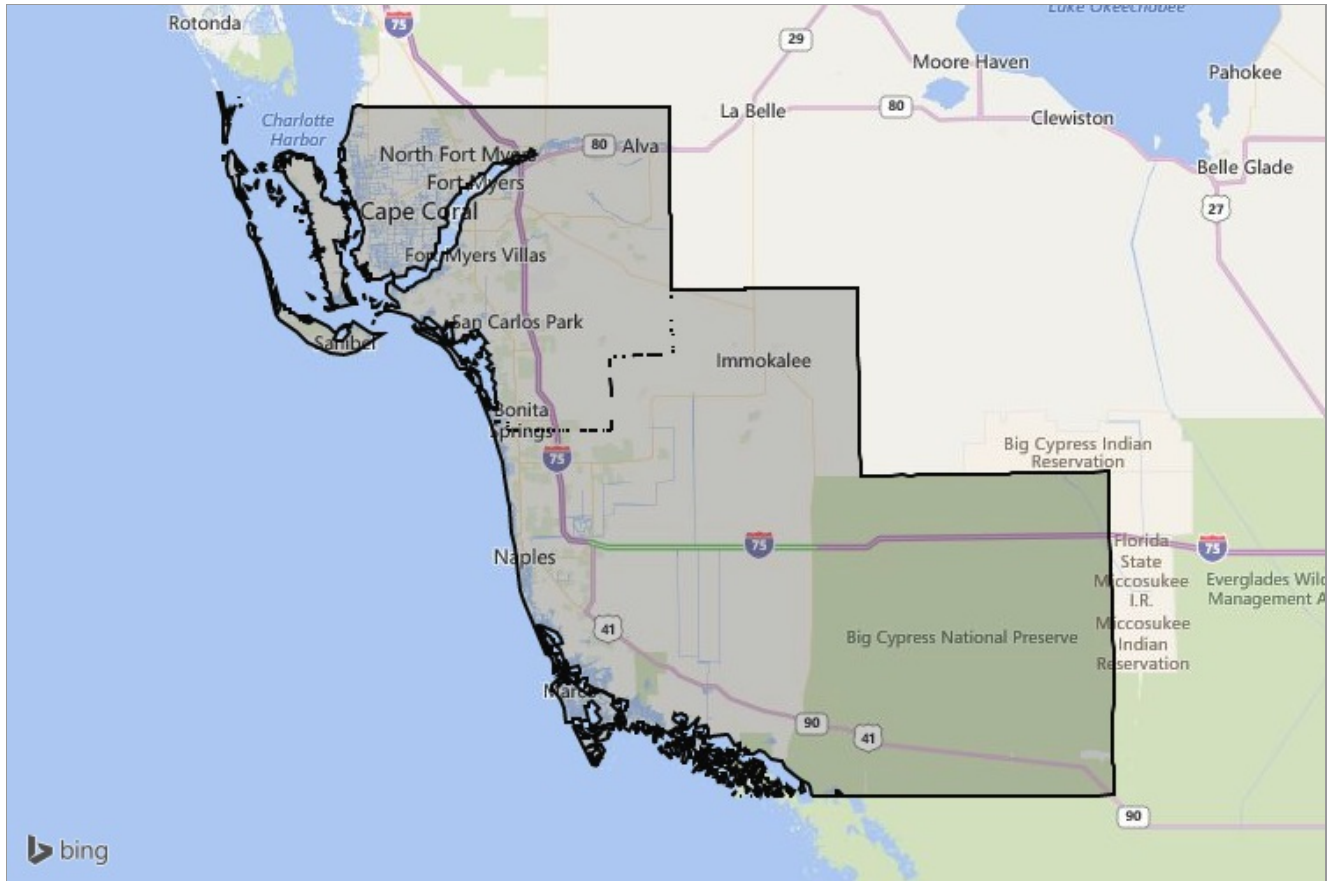 Lake Okeechobee
Rotonda
75
29
Moore Haven
Pahokee
La Belle
80
Clewiston
Charlotte
Harbor
North Fort Myers
80
Alva
Belle Glade
Fort Myers
Cape Coral
27
Fort Myers Villas
San Carlos Park
Sanibel
Immokalee
Bonita
Springs
Big Cypress Indian
Reservation
75
Naples
75
75
Florida
State
Miccosukee
I.R.
Everglades Wild
Management A
Miccosukee
Indian
Reservation
41
Big Cypress National Preserve
Marco
90
41
90
bing